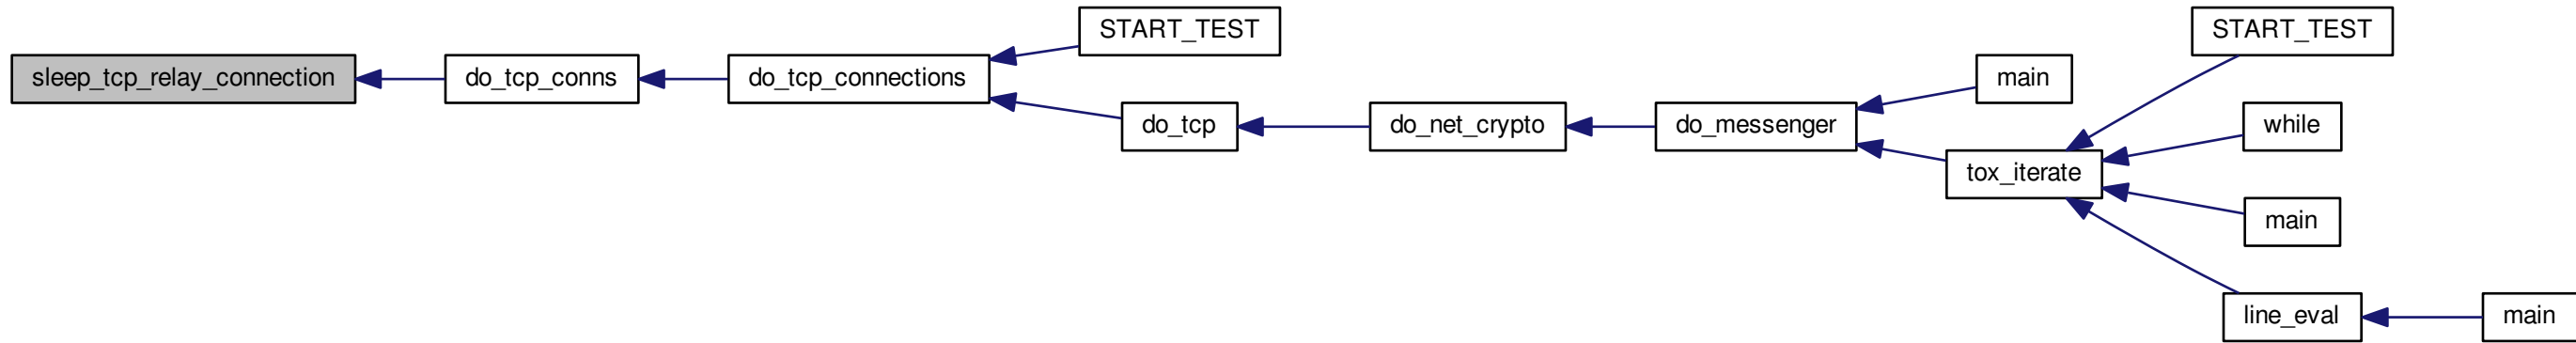 sleep_tcp_relay_connection
do_tcp_conns
do_tcp_connections
START_TEST
do_tcp
do_net_crypto
do_messenger
main
tox_iterate
START_TEST
while
main
line_eval
main